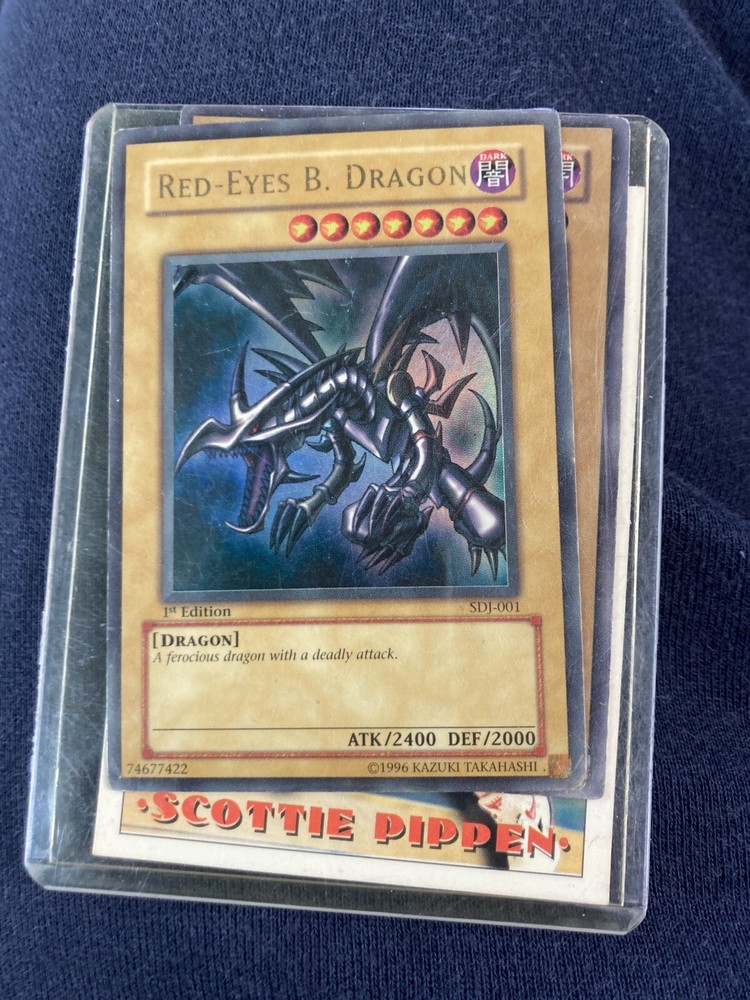 RED-EYES B. DRAGON
DARK
闇
1st Edition
SDJ-001
[DRAGON]
A ferocious dragon with a deadly attack.
ATK/2400 DEF/2000
74677422
©1996 KAZUKI TAKAHASHI
•SCOTTIE PIPPEN•